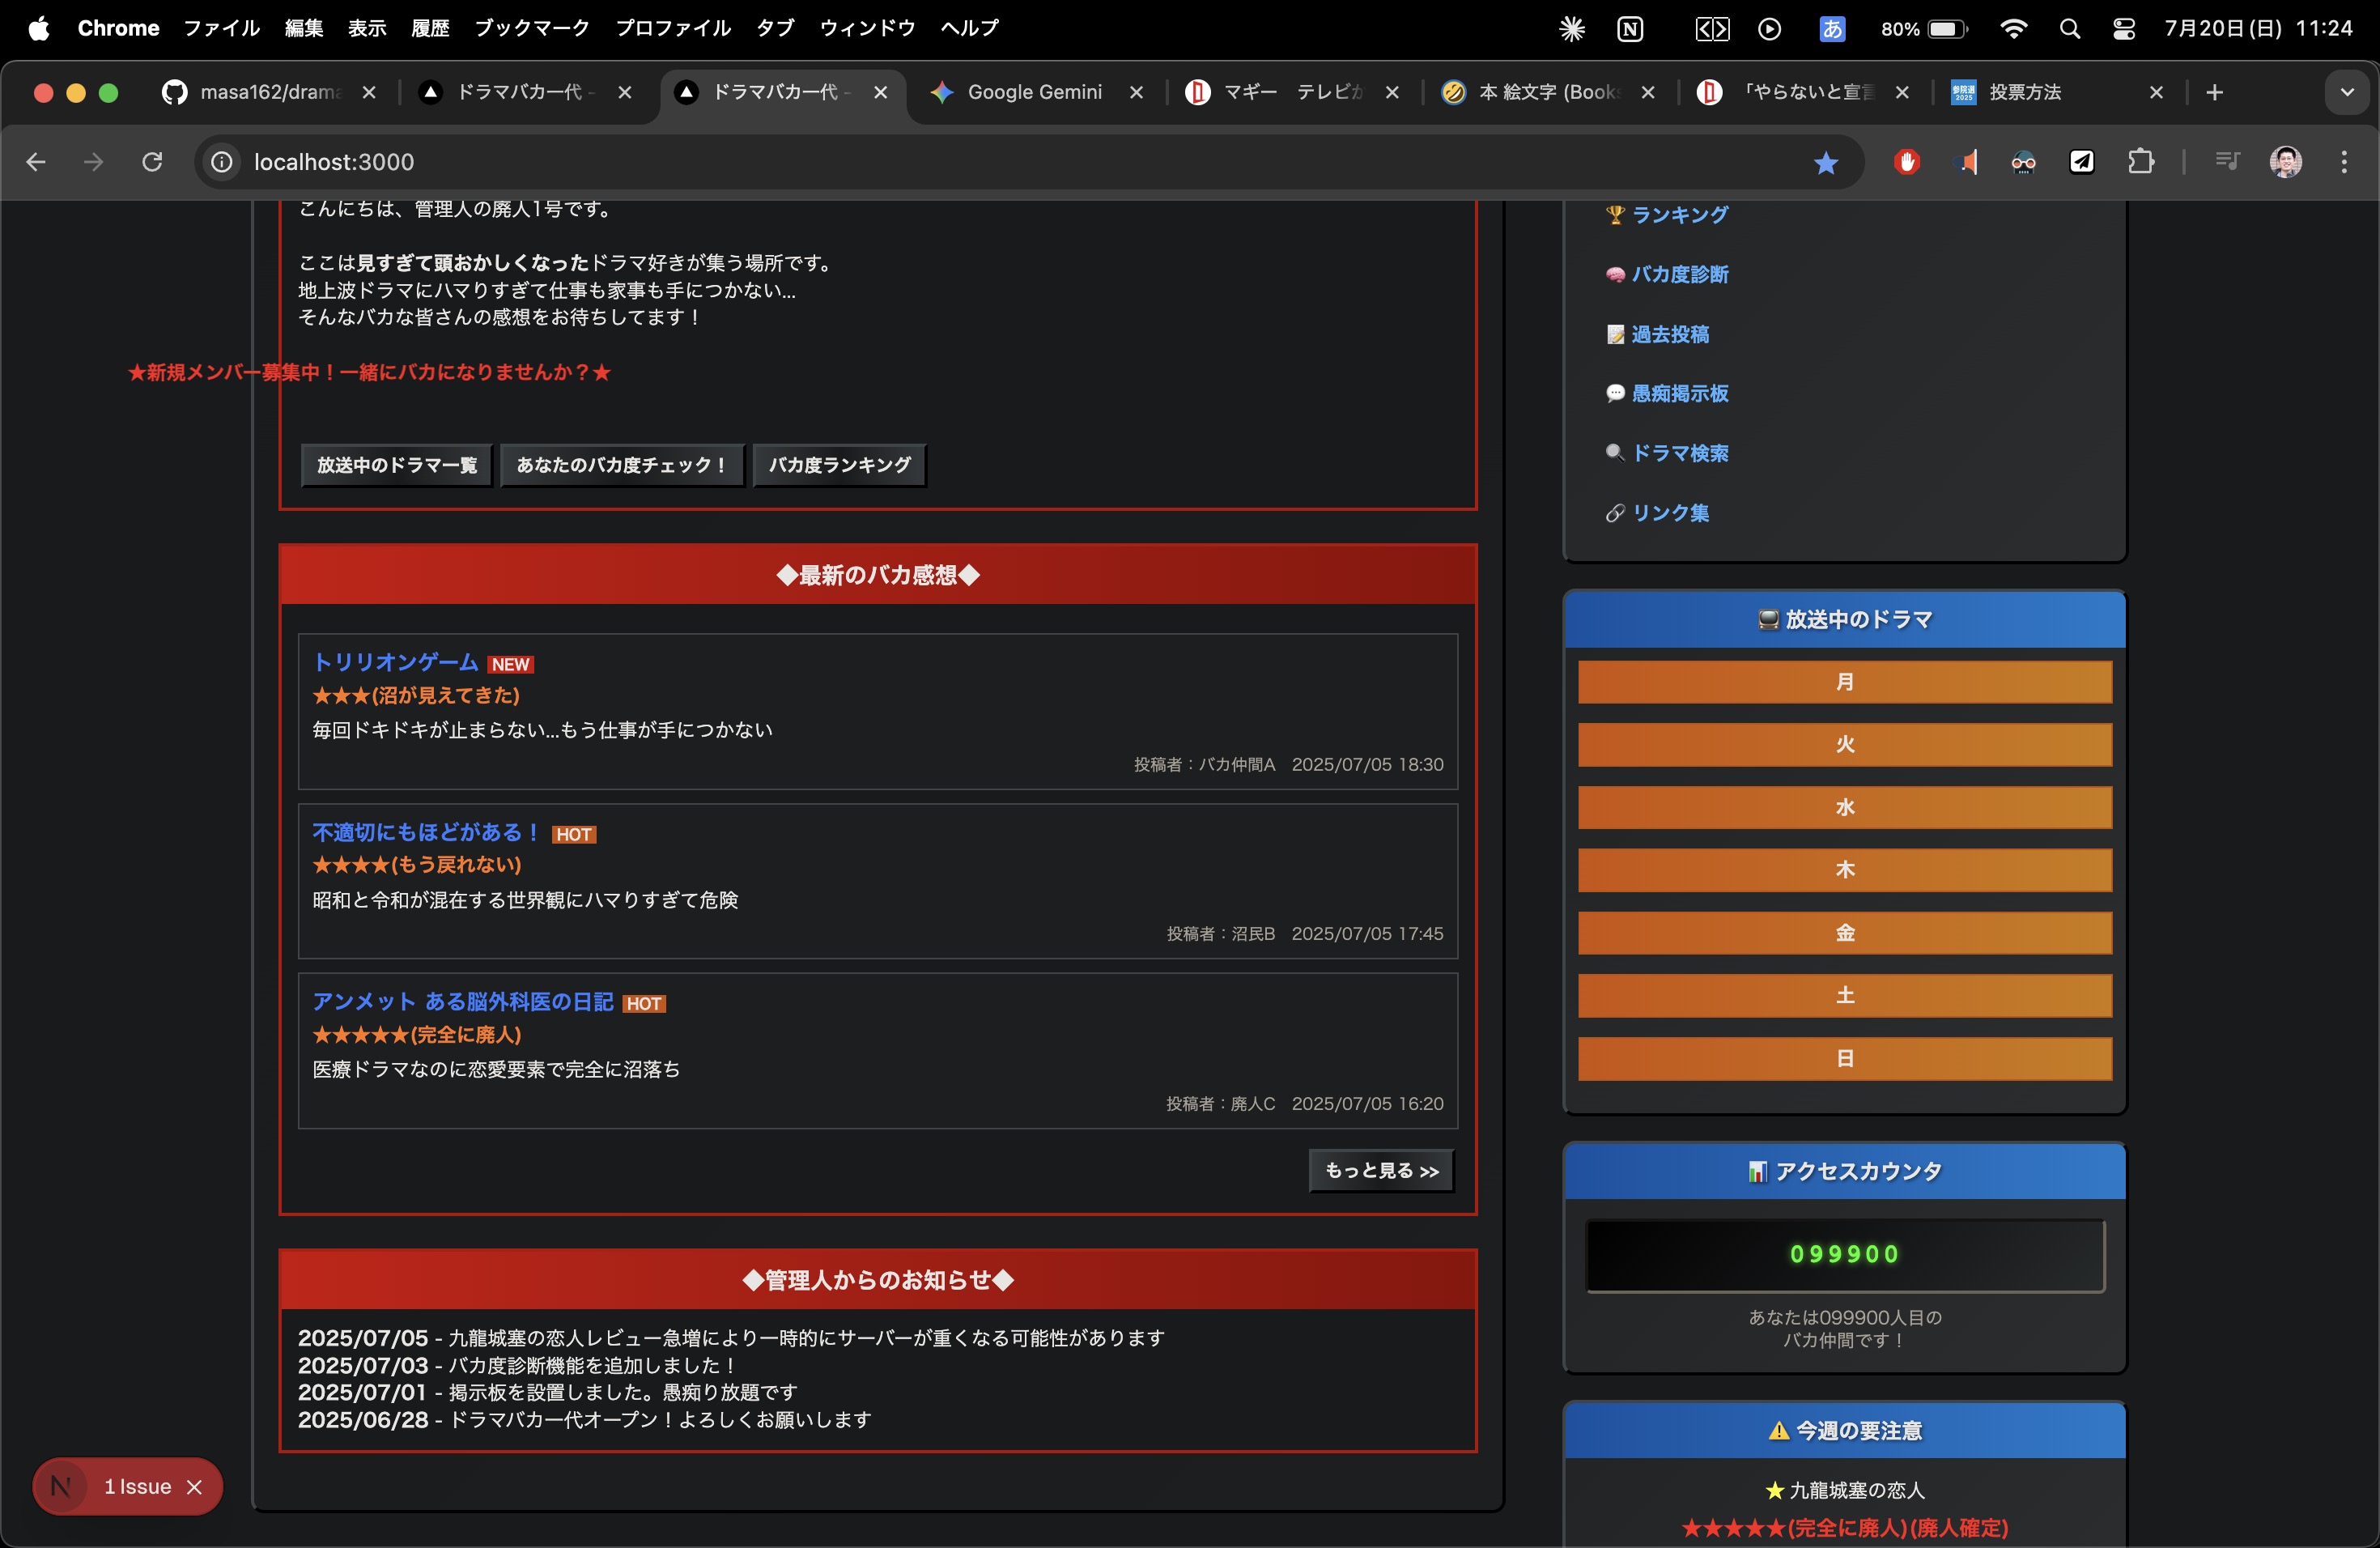 Chrome ファイル 編集 表示 履歴 ブックマーク プロファイル タブ ウィンドウ ヘルプ
あ 80% 7月20日(日) 11:24
masa162/drama
ドラマバカ一代 -
ドラマバカ一代 -
Google Gemini
マギー テレビか
本 絵文字 (Books
「やらないと宣言
参院選 2025 投票方法
localhost:3000
こんにちは、管理人の廃人1号です。
ここは見すぎて頭おかしくなったドラマ好きが集う場所です。
地上波ドラマにハマりすぎて仕事も家事も手につかない...
そんなバカな皆さんの感想をお待ちしてます！
★新規メンバー募集中！一緒にバカになりませんか？★
放送中のドラマ一覧
あなたのバカ度チェック！
バカ度ランキング
◆最新のバカ感想◆
トリリオンゲーム NEW
★★★(沼が見えてきた)
毎回ドキドキが止まらない...もう仕事が手につかない
投稿者：バカ仲間A 2025/07/05 18:30
不適切にもほどがある！ HOT
★★★★(もう戻れない)
昭和と令和が混在する世界観にハマりすぎて危険
投稿者：沼民B 2025/07/05 17:45
アンメット ある脳外科医の日記 HOT
★★★★★(完全に廃人)
医療ドラマなのに恋愛要素で完全に沼落ち
投稿者：廃人C 2025/07/05 16:20
もっと見る >>
◆管理人からのお知らせ◆
2025/07/05 - 九龍城塞の恋人レビュー急増により一時的にサーバーが重くなる可能性があります
2025/07/03 - バカ度診断機能を追加しました！
2025/07/01 - 掲示板を設置しました。愚痴り放題です
2025/06/28 - ドラマバカ一代オープン！よろしくお願いします
N 1 Issue
ランキング
バカ度診断
過去投稿
愚痴掲示板
ドラマ検索
リンク集
放送中のドラマ
月
火
水
木
金
土
日
アクセスカウンタ
099900
あなたは099900人目の
バカ仲間です！
今週の要注意
⭐九龍城塞の恋人
★★★★★(完全に廃人)(廃人確定)